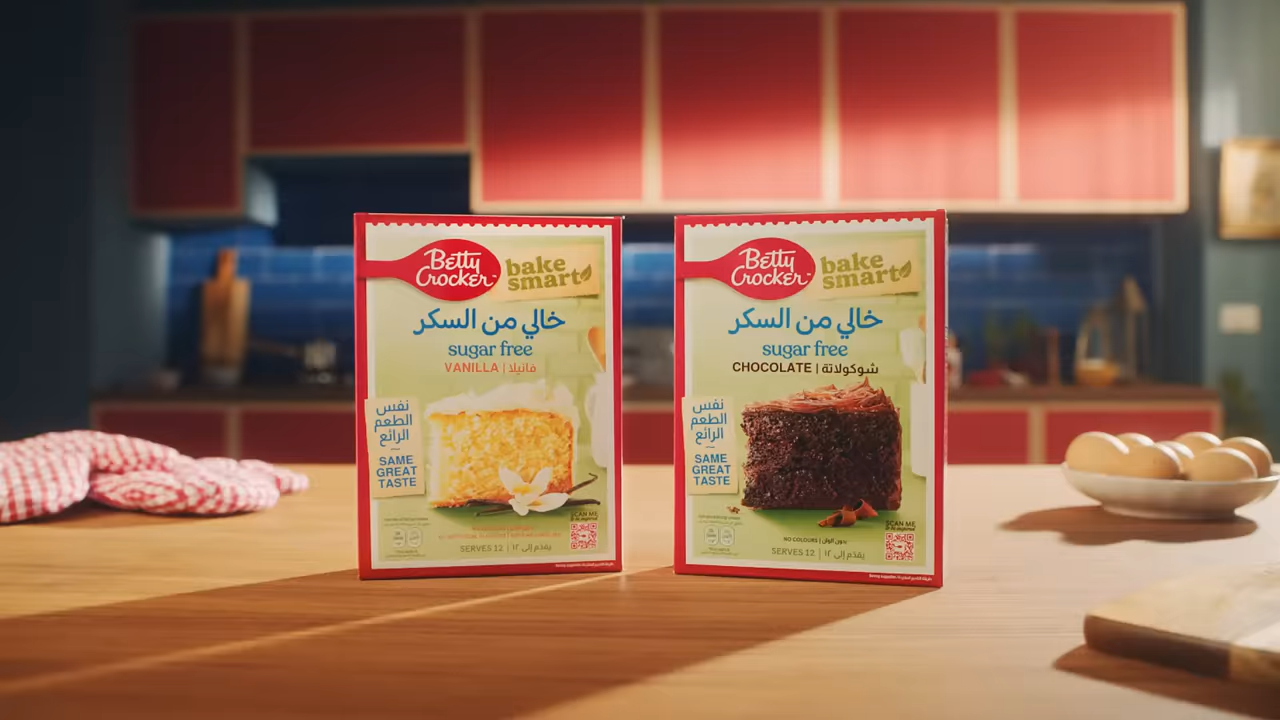 Betty
Crocker
bake
smart
خالي من السكر
sugar free
VANILLA | فانيلا
نفس
الطعم
الرائع
SAME
GREAT
TASTE
SCAN ME
SERVES 12 | يقدّم إلى ١٢
Betty
Crocker
bake
smart
خالي من السكر
sugar free
CHOCOLATE | شوكولاتة
نفس
الطعم
الرائع
SAME
GREAT
TASTE
SCAN ME
NO COLOURS | بدون ألوان
SERVES 12 | يقدّم إلى ١٢